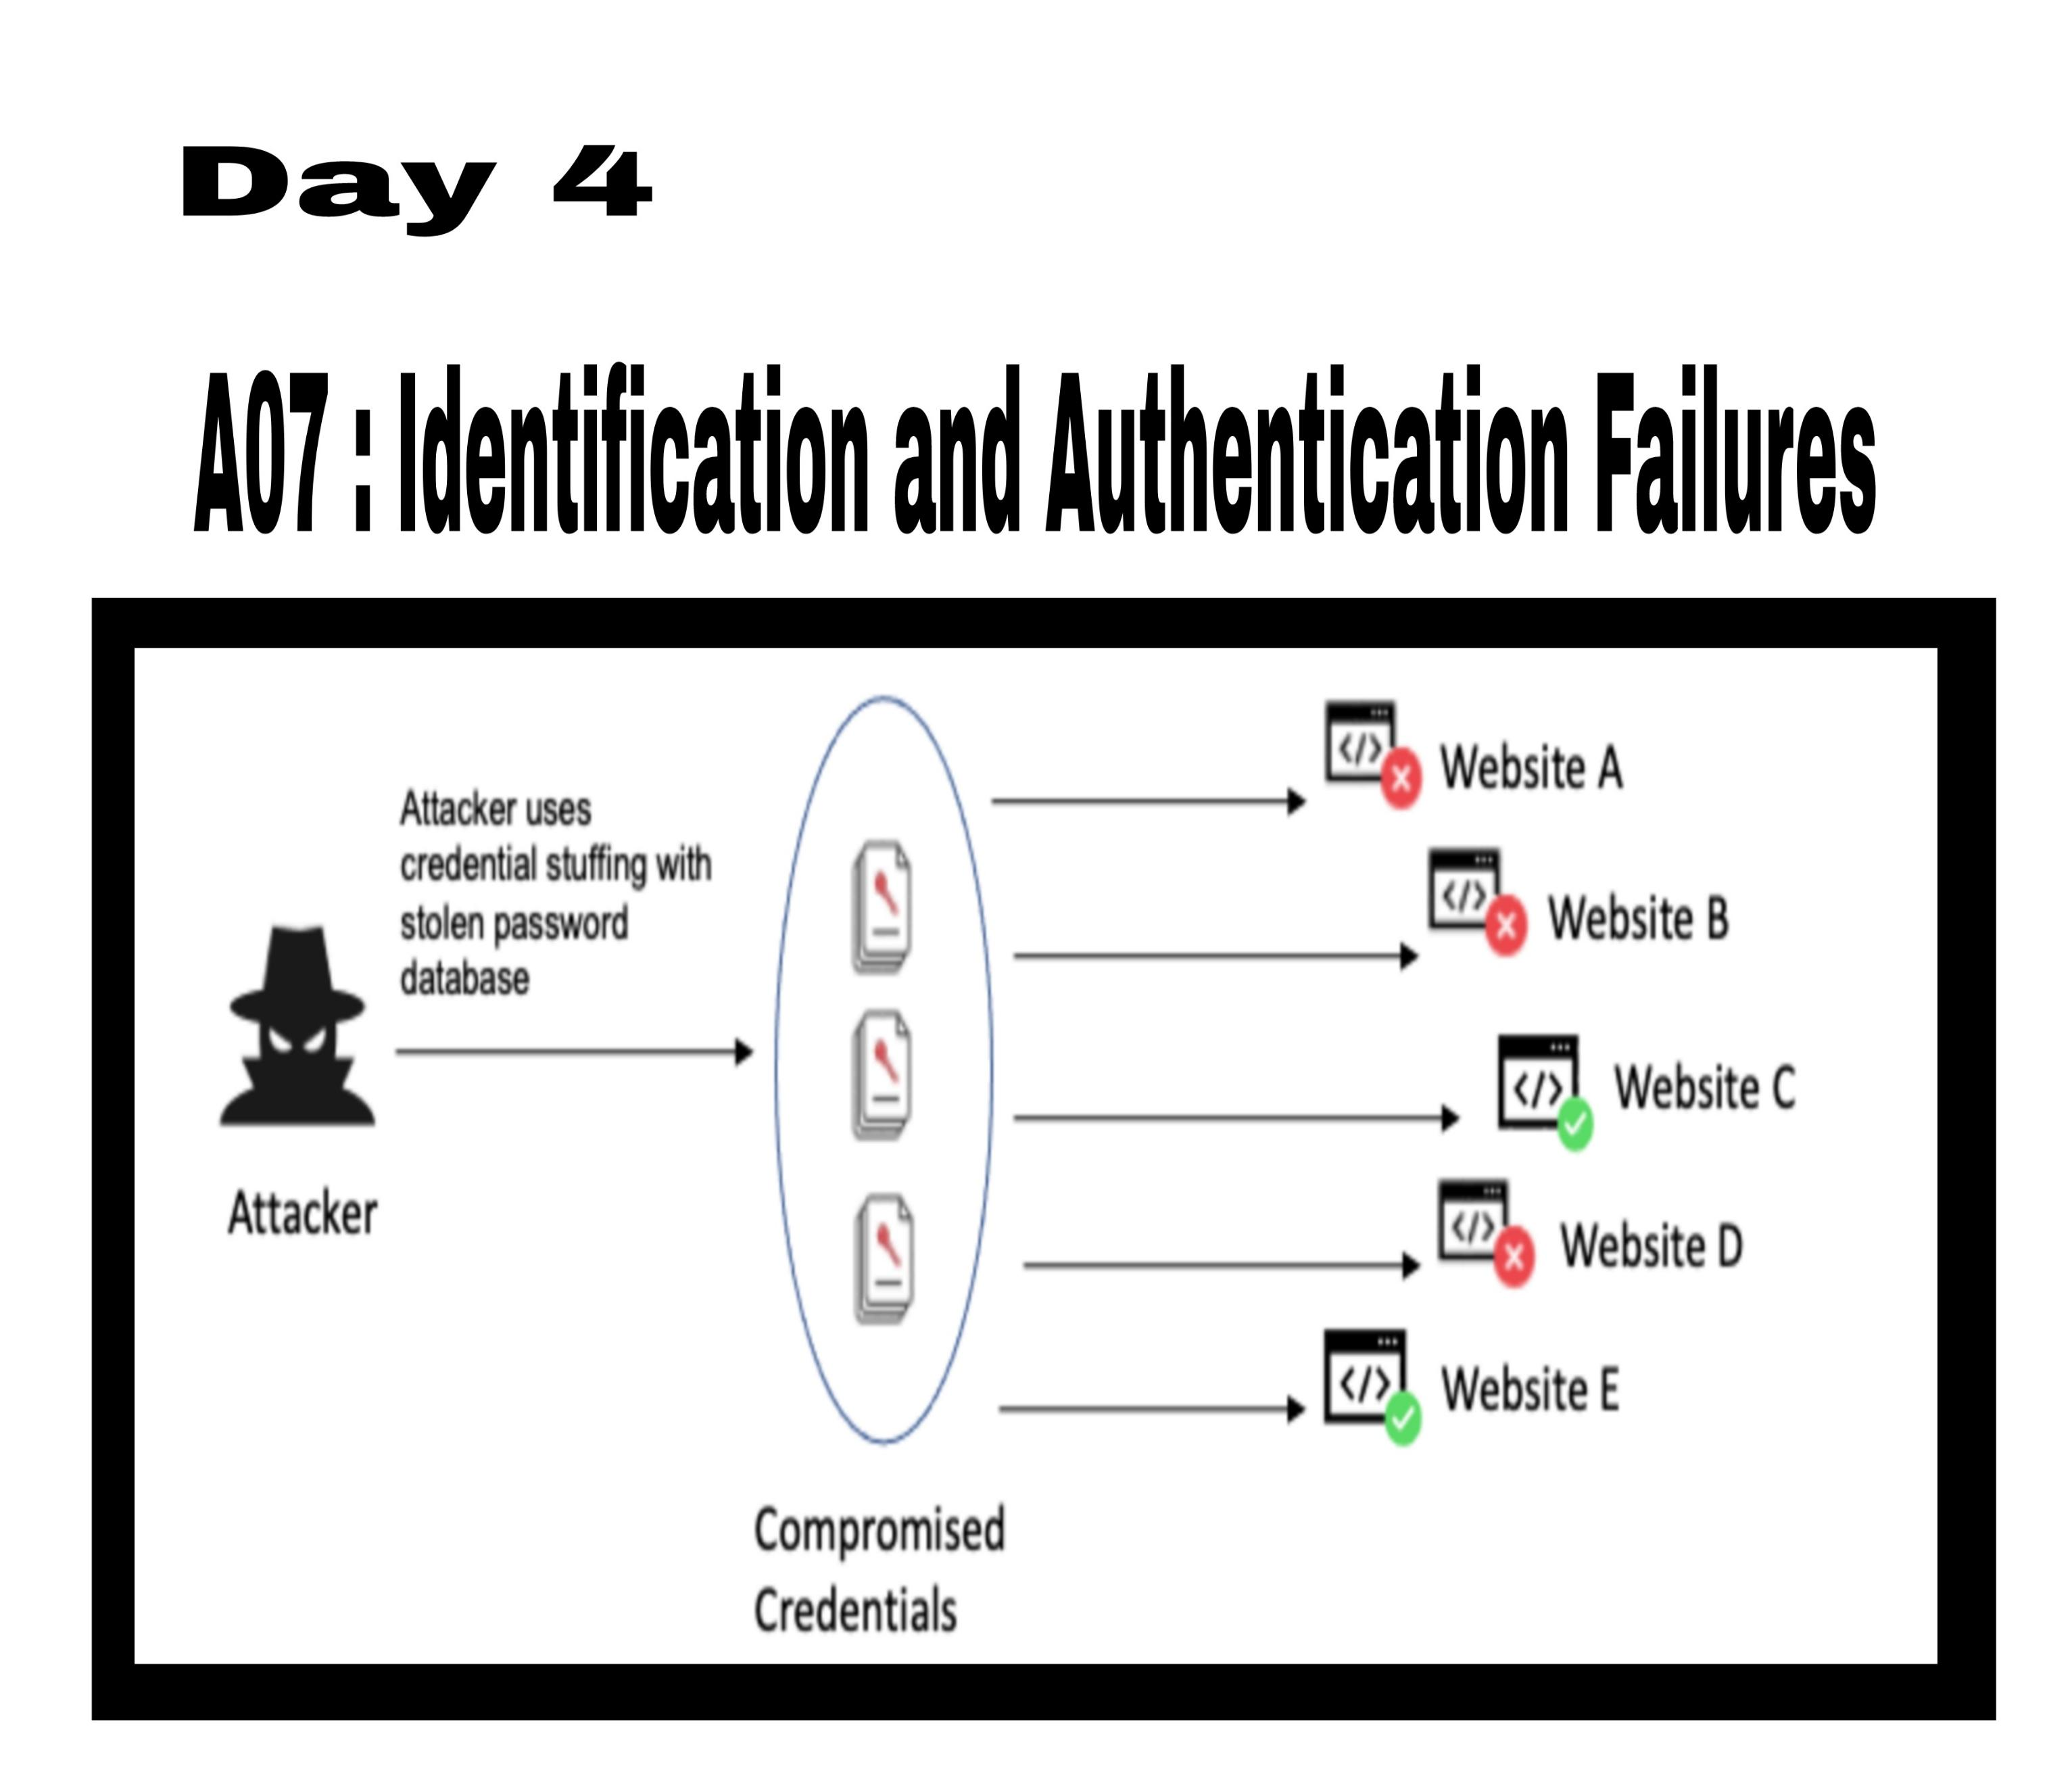 Day 4
A07 : Identification and Authentication Failures
Attacker uses
credential stuffing with
stolen password
database
Attacker
Compromised
Credentials
</> Website A
</> Website B
</> Website C
</> Website D
</> Website E